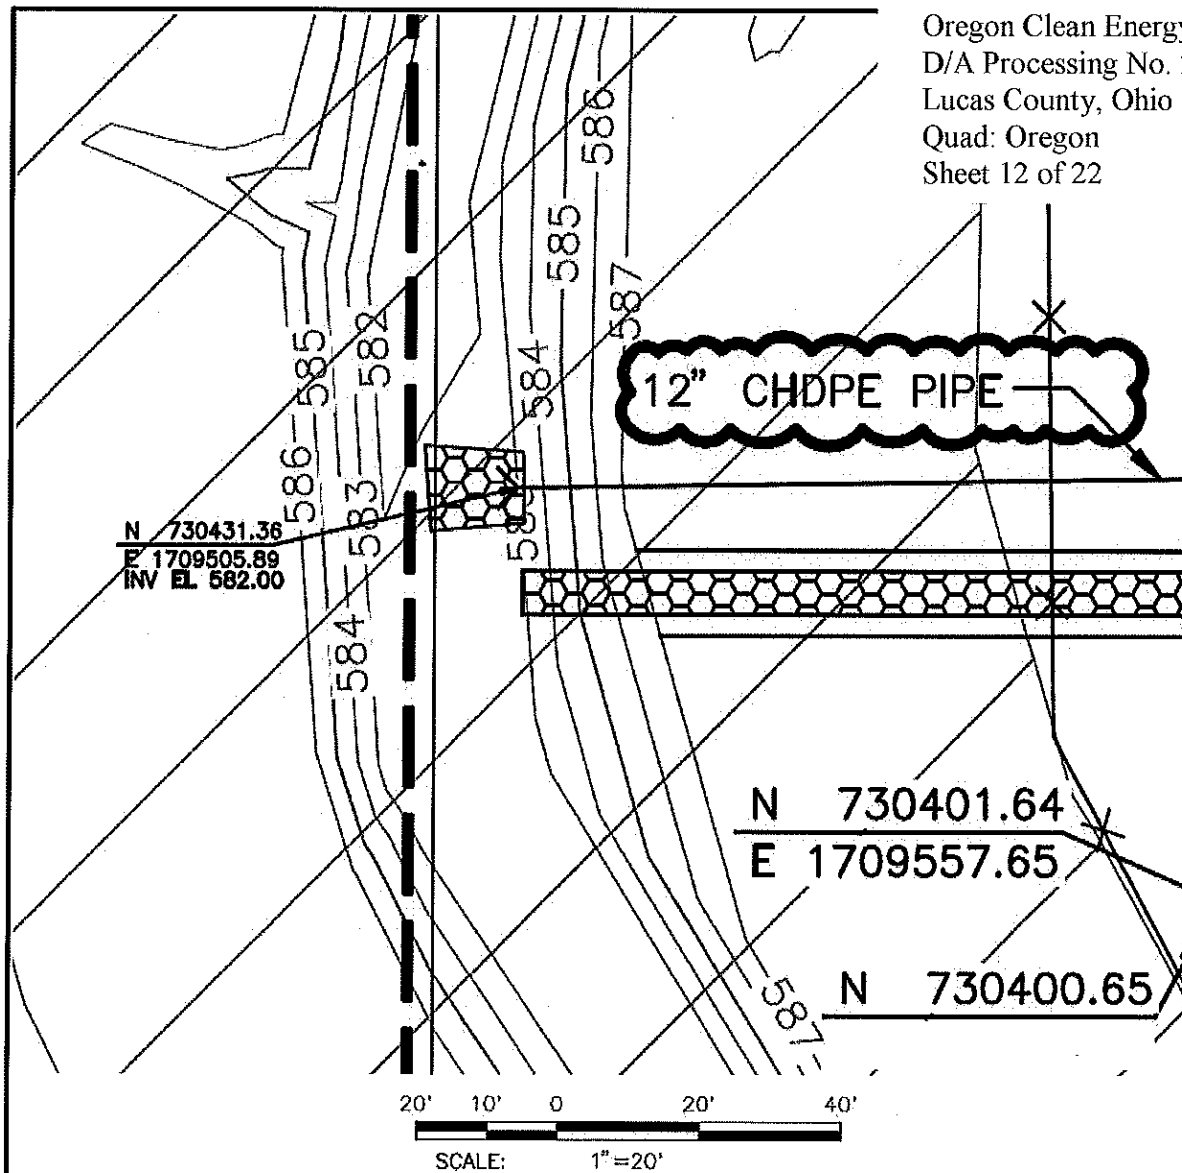 Oregon Clean Energy
D/A Processing No.
Lucas County, Ohio
Quad: Oregon
Sheet 12 of 22
586
585
587
584
582
585
586
583
584
12" CHDPE PIPE
N 730431.36
E 1709505.89
INV EL 582.00
N 730401.64
E 1709557.65
N 730400.65
587
20' 10' 0 20' 40'
SCALE: 1"=20'